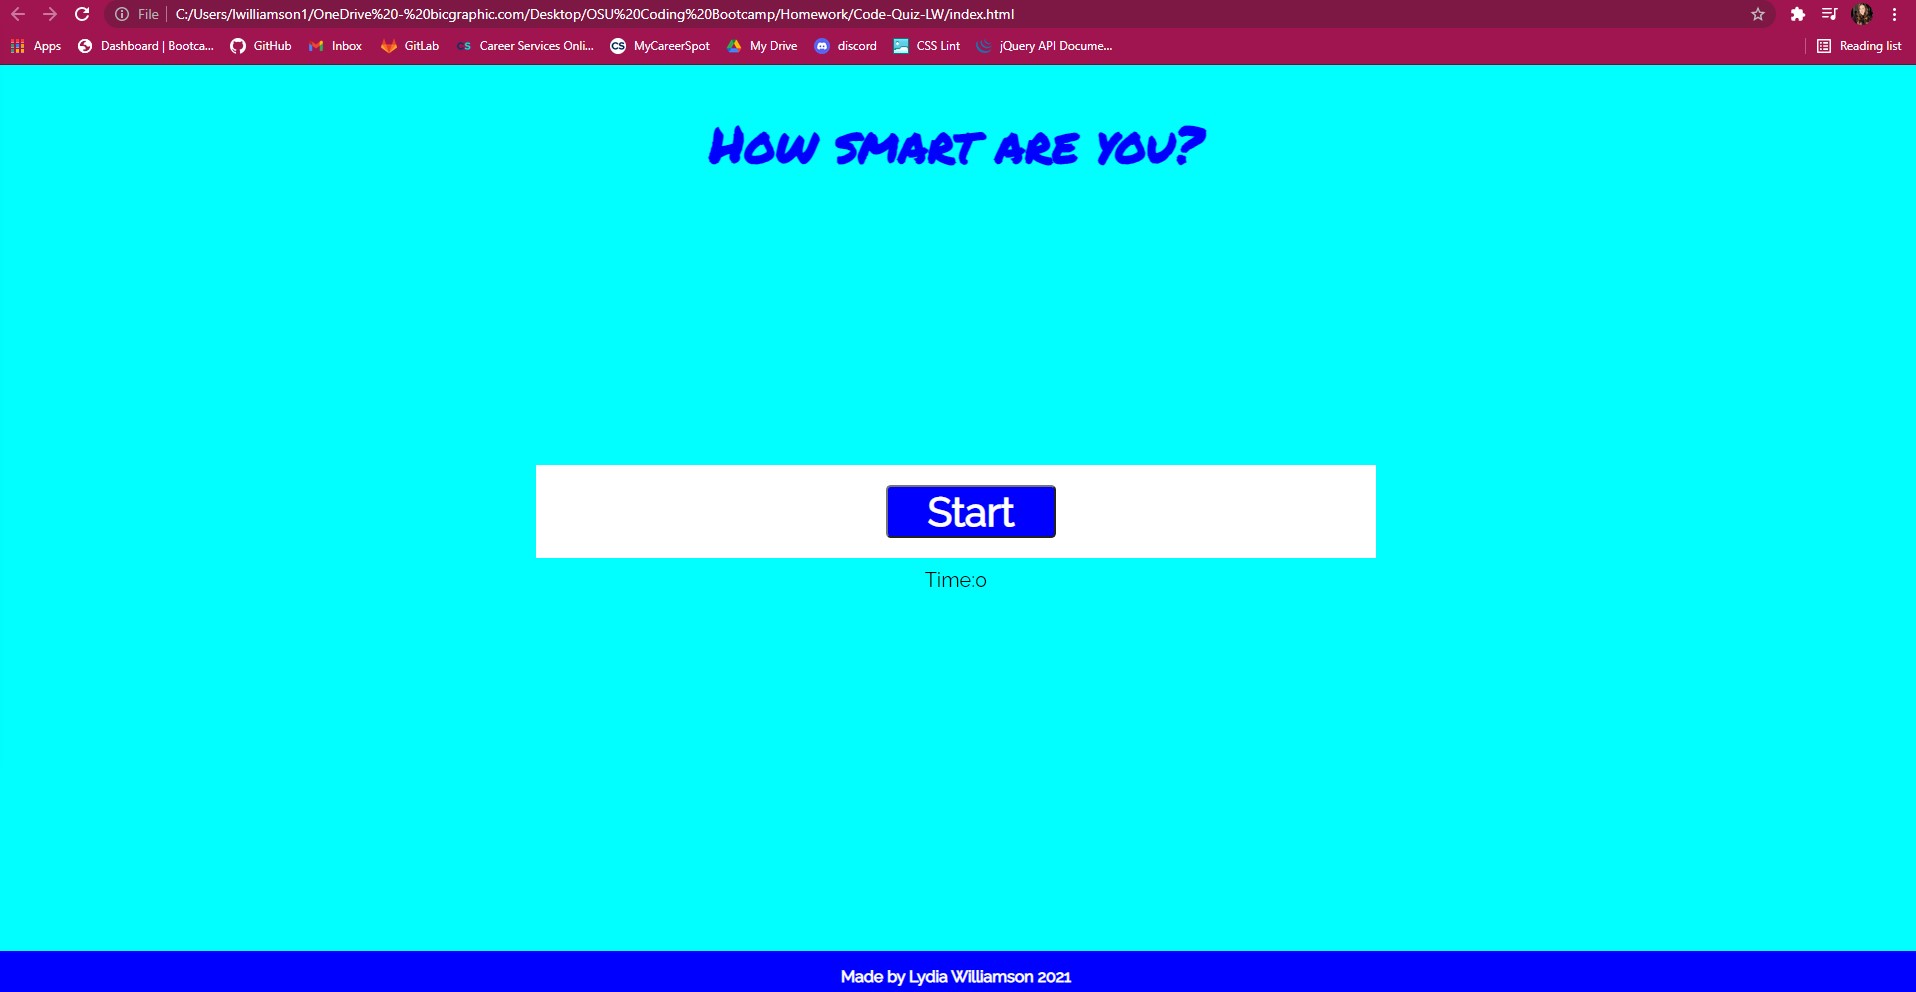 File C:/Users/lwilliamson1/OneDrive%20-%20bicgraphic.com/Desktop/OSU%20Coding%20Bootcamp/Homework/Code-Quiz-LW/index.html
Apps Dashboard | Bootca... GitHub Inbox GitLab CS Career Services Onli... CS MyCareerSpot My Drive discord CSS Lint jQuery API Docume... Reading list
How smart are you?
Start
Time:0
Made by Lydia Williamson 2021